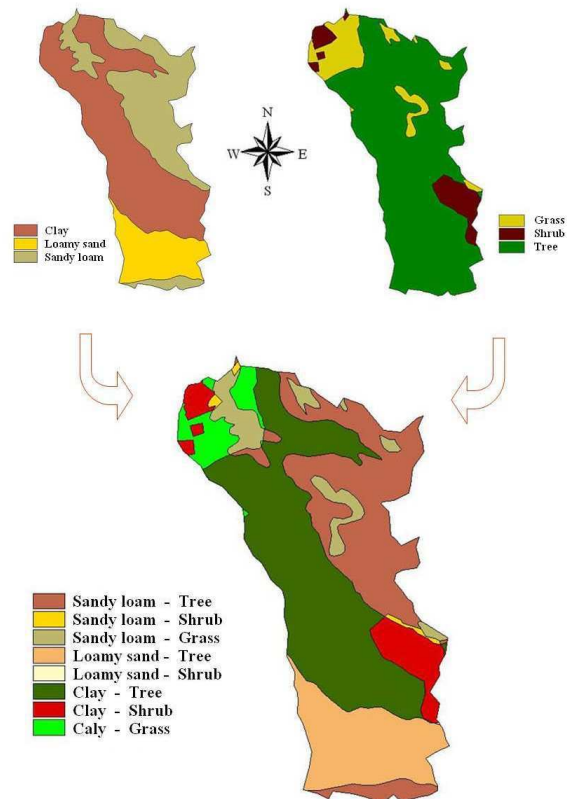 N
W E
S
Clay
Loamy sand
Sandy loam
Grass
Shrub
Tree
Sandy loam - Tree
Sandy loam - Shrub
Sandy loam - Grass
Loamy sand - Tree
Loamy sand - Shrub
Clay - Tree
Clay - Shrub
Caly - Grass